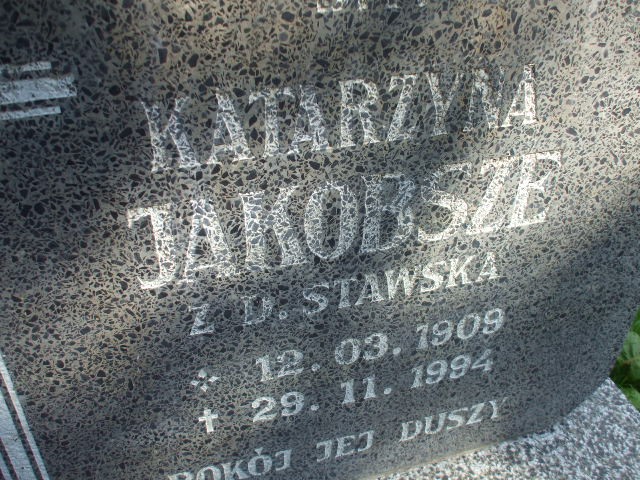 KATARZYNA
JAKOBSZE
Z D. STAWSKA
12.03.1909
✝ 29.11.1994
POKÓJ JEJ DUSZY